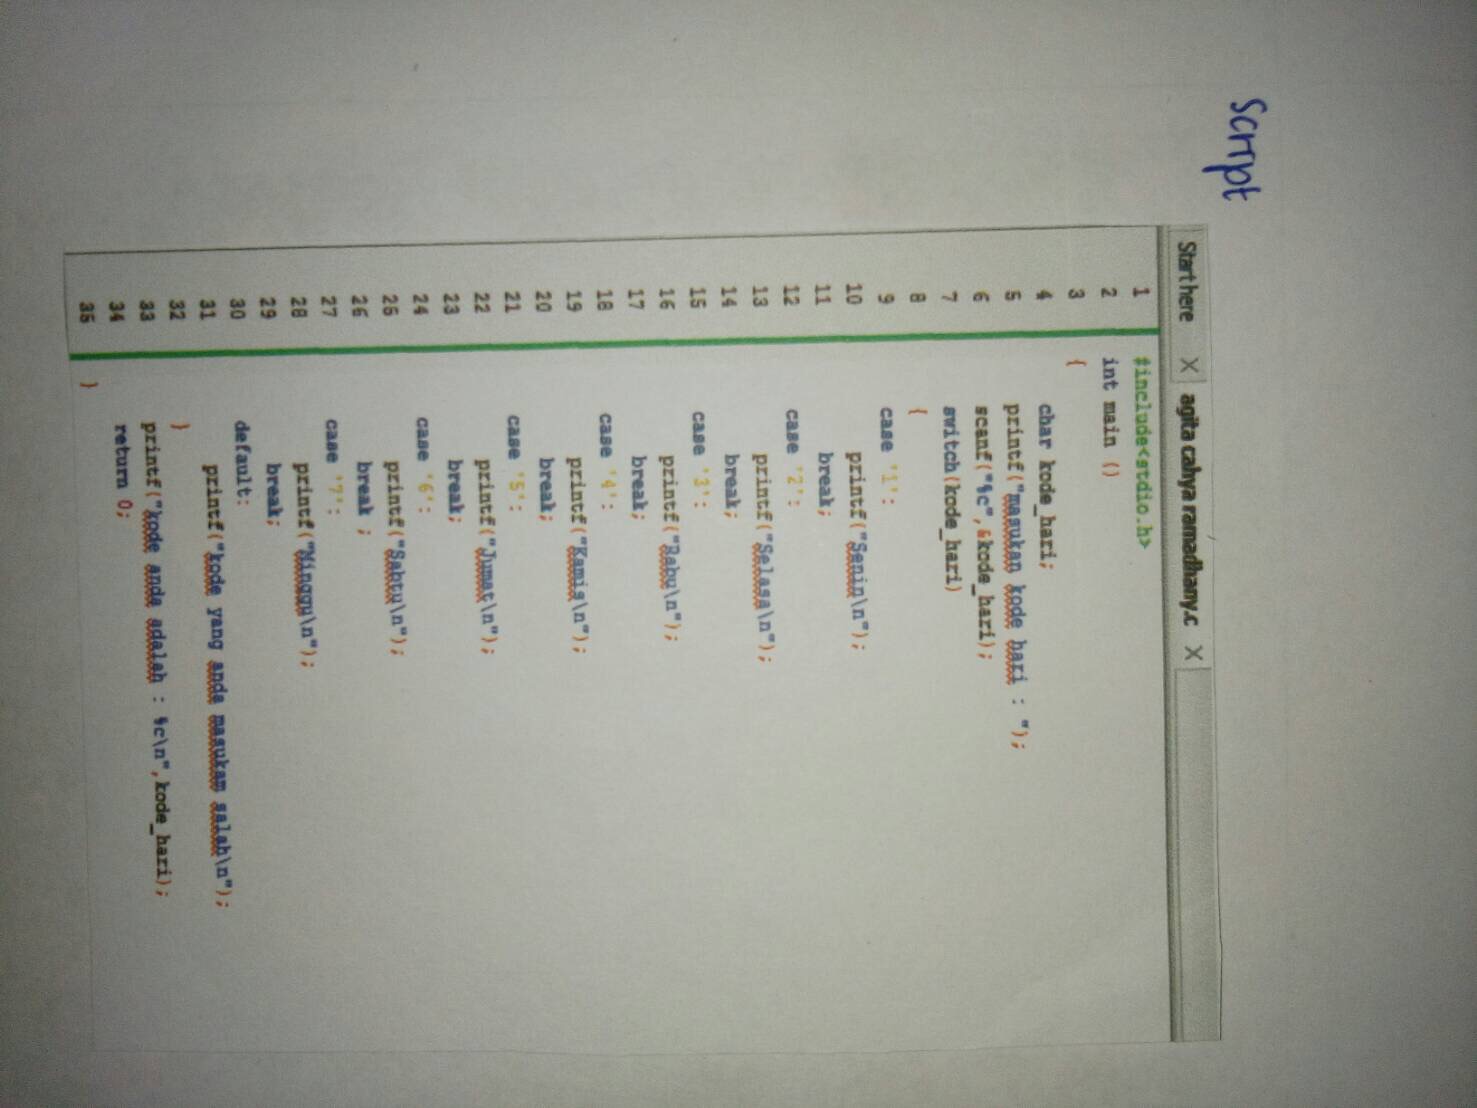 Script
Start here X agita cahya ramadhany.c X
1 #include<stdio.h>
2 int main ()
3 {
4 char kode_hari;
5 printf("masukan kode hari : ");
6 scanf("%c",&kode_hari);
7 switch(kode_hari)
8 {
9 case '1':
10 printf("Senin\n");
11 break;
12 case '2':
13 printf("Selasa\n");
14 break;
15 case '3':
16 printf("Rabu\n");
17 break;
18 case '4':
19 printf("Kamis\n");
20 break;
21 case '5':
22 printf("Jumat\n");
23 break;
24 case '6':
25 printf("Sabtu\n");
26 break ;
27 case '7':
28 printf("Minggu\n");
29 break;
30 default:
31 printf("kode yang anda masukam salah\n");
32 }
33 printf("kode anda adalah : %c\n",kode_hari);
34 return 0;
35 }